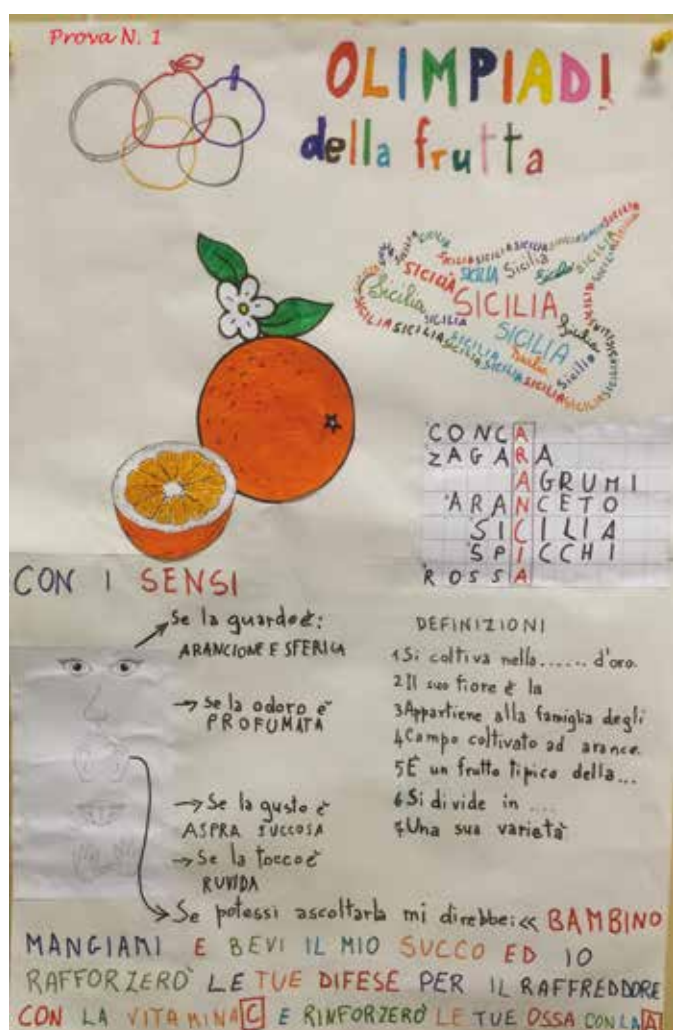 Prova N. 1
OLIMPIADI
della frutta
SICILIA
Sicilia
SICILIA
SICILIA
SICILIA
Sicilia
CONCA
ZAGARA
AGRUMI
ARANCETO
SICILIA
SPICCHI
ROSSA
CON I SENSI
Se la guardo è:
ARANCIONE E SFERICA
Se la odoro è
PROFUMATA
Se la gusto è
ASPRA SUCCOSA
Se la tocco è
RUVIDA
DEFINIZIONI
1 Si coltiva nella...... d'oro.
2 Il suo fiore è la
3 Appartiene alla famiglia degli
4 Campo coltivato ad arance.
5 È un frutto tipico della...
6 Si divide in ....
7 Una sua varietà
Se potessi ascoltarla mi direbbe: << BAMBINO
MANGIAMI E BEVI IL MIO SUCCO ED IO
RAFFORZERÒ LE TUE DIFESE PER IL RAFFREDDORE
CON LA VITAMINA C E RINFORZERÒ LE TUE OSSA CON LA A